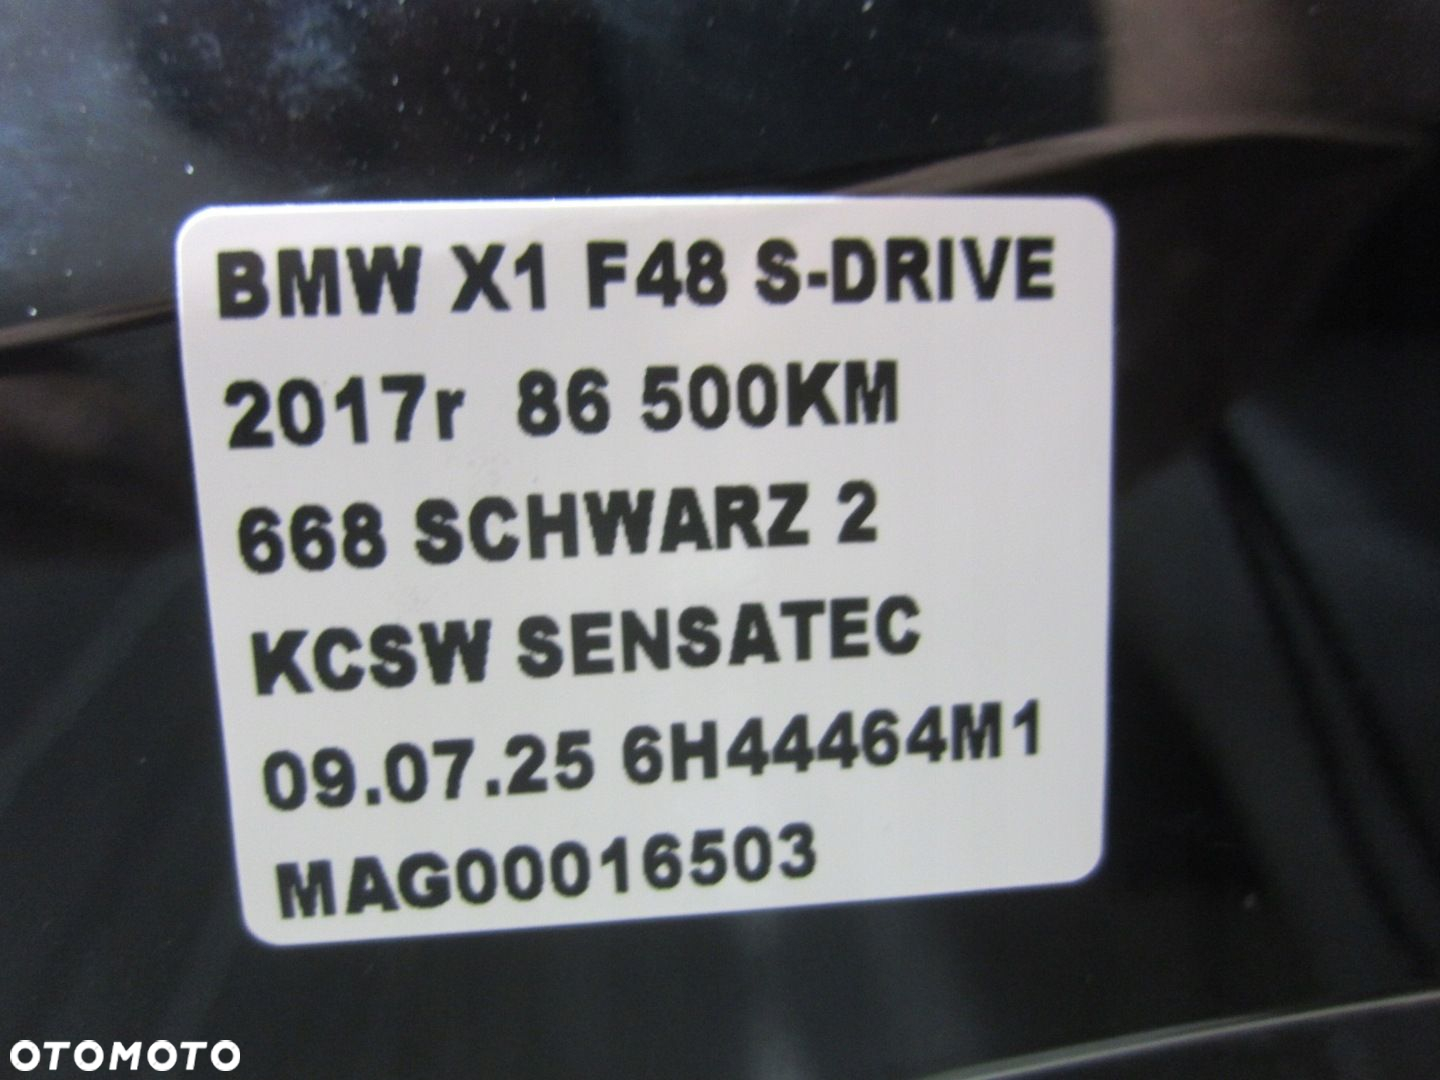 BMW X1 F48 S-DRIVE
2017r 86 500KM
668 SCHWARZ 2
KCSW SENSATEC
09.07.25 6H44464M1
MAG00016503
OTOMOTO